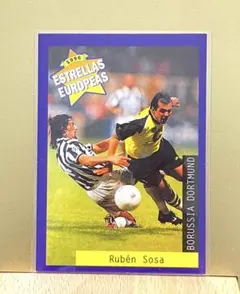 1996
ESTRELLAS
EUROPEAS
BORUSSIA DORTMUND
Rubén Sosa